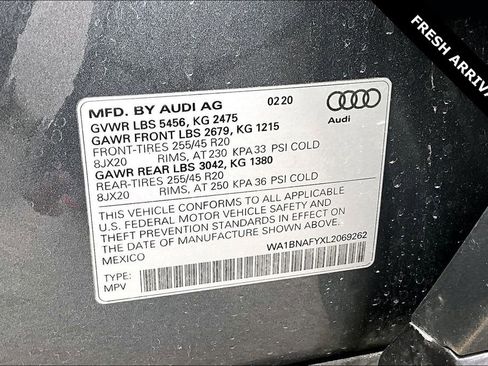 FRESH ARRIVA
MFD. BY AUDI AG 02 20
GVWR LBS 5456, KG 2475
GAWR FRONT LBS 2679, KG 1215
FRONT-TIRES 255/45 R20
8JX20 RIMS, AT 230 KPA 33 PSI COLD
GAWR REAR LBS 3042, KG 1380
REAR-TIRES 255/45 R20
8JX20 RIMS, AT 250 KPA 36 PSI COLD
Audi
THIS VEHICLE CONFORMS TO ALL APPLICABLE
U.S. FEDERAL MOTOR VEHICLE SAFETY AND
THEFT PREVENTION STANDARDS IN EFFECT ON
THE DATE OF MANUFACTURE SHOWN ABOVE
MEXICO WA1BNAFYXL2069262
TYPE:
MPV